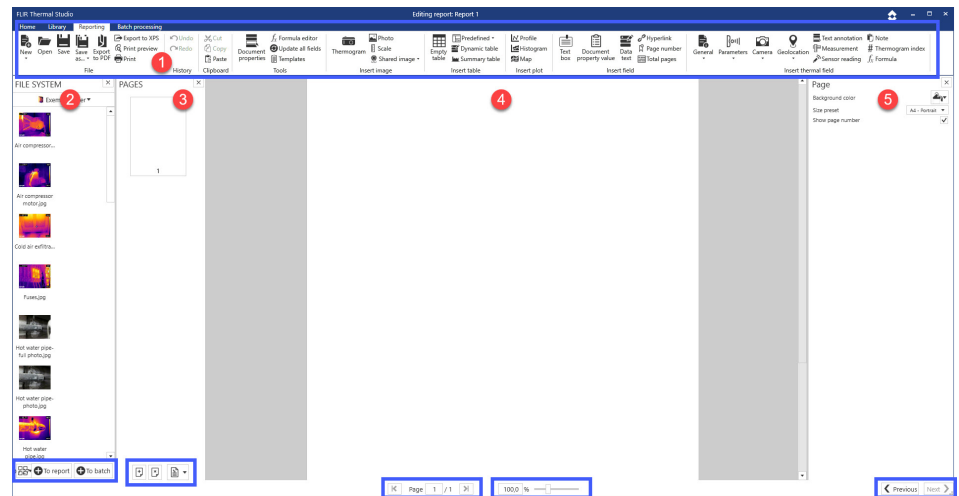 FLIR Thermal Studio
Editing report: Report 1
Home Library Reporting Batch processing
New Open Save Save as... Export to PDF
Export to XPS
Print preview
Print
File
Undo
Redo
History
Cut
Copy
Paste
Clipboard
Document properties
Formula editor
Update all fields
Templates
Tools
Thermogram
Photo
Scale
Shared image
Insert image
Empty table
Predefined
Dynamic table
Summary table
Insert table
Profile
Histogram
Map
Insert plot
Text box
Document property value
Data text
Hyperlink
Page number
Total pages
Insert field
General Parameters Camera Geolocation
Text annotation
Measurement
Sensor reading
Note
Thermogram index
Formula
Insert thermal field
1
FILE SYSTEM
2
Air compressor...
Air compressor motor.jpg
Cold air exfiltra...
Fuses.jpg
Hot water pipe-full photo.jpg
Hot water pipe-photo.jpg
Hot water pipe.jpg
To report To batch
PAGES
3
1
4
Page 1 / 1
100,0 %
Page
5
Background color
Size preset A4 - Portrait
Show page number
Previous Next